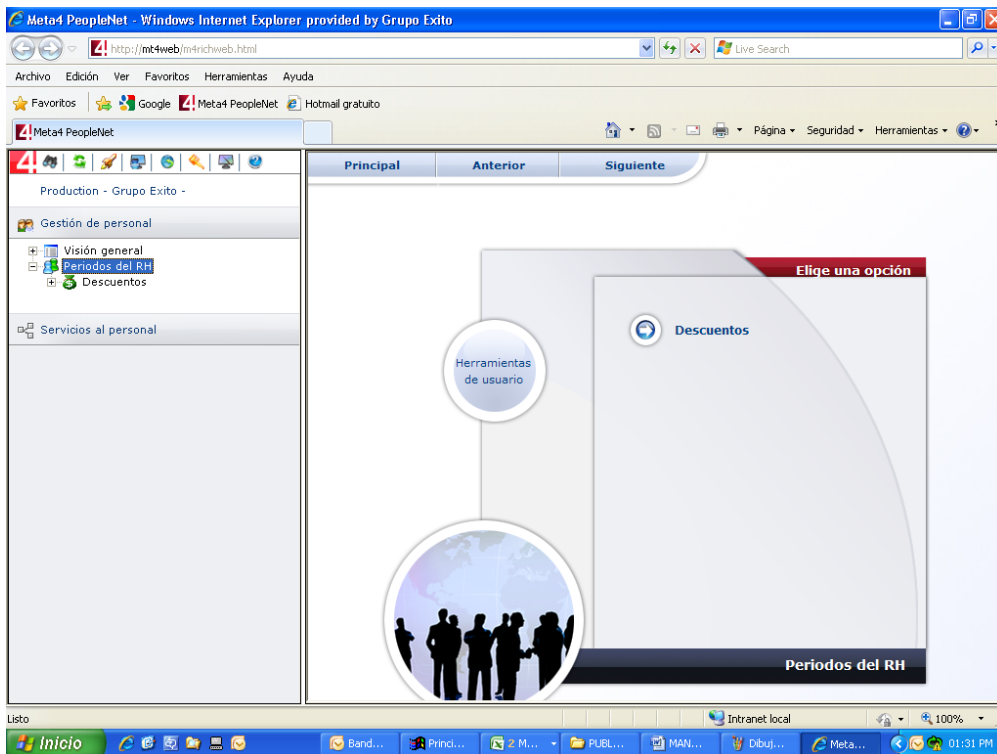 Meta4 PeopleNet - Windows Internet Explorer provided by Grupo Exito
http://mt4web/m4richweb.html
Live Search
Archivo Edición Ver Favoritos Herramientas Ayuda
Favoritos Google Meta4 PeopleNet Hotmail gratuito
Meta4 PeopleNet
Página Seguridad Herramientas
Principal Anterior Siguiente
Production - Grupo Exito -
Gestión de personal
Visión general
Periodos del RH
Descuentos
Servicios al personal
Elige una opción
Descuentos
Herramientas
de usuario
Periodos del RH
Listo Intranet local 100%
Inicio Band... Princi... 2 M... PUBL... MAN... Dibuj... Meta... 01:31 PM